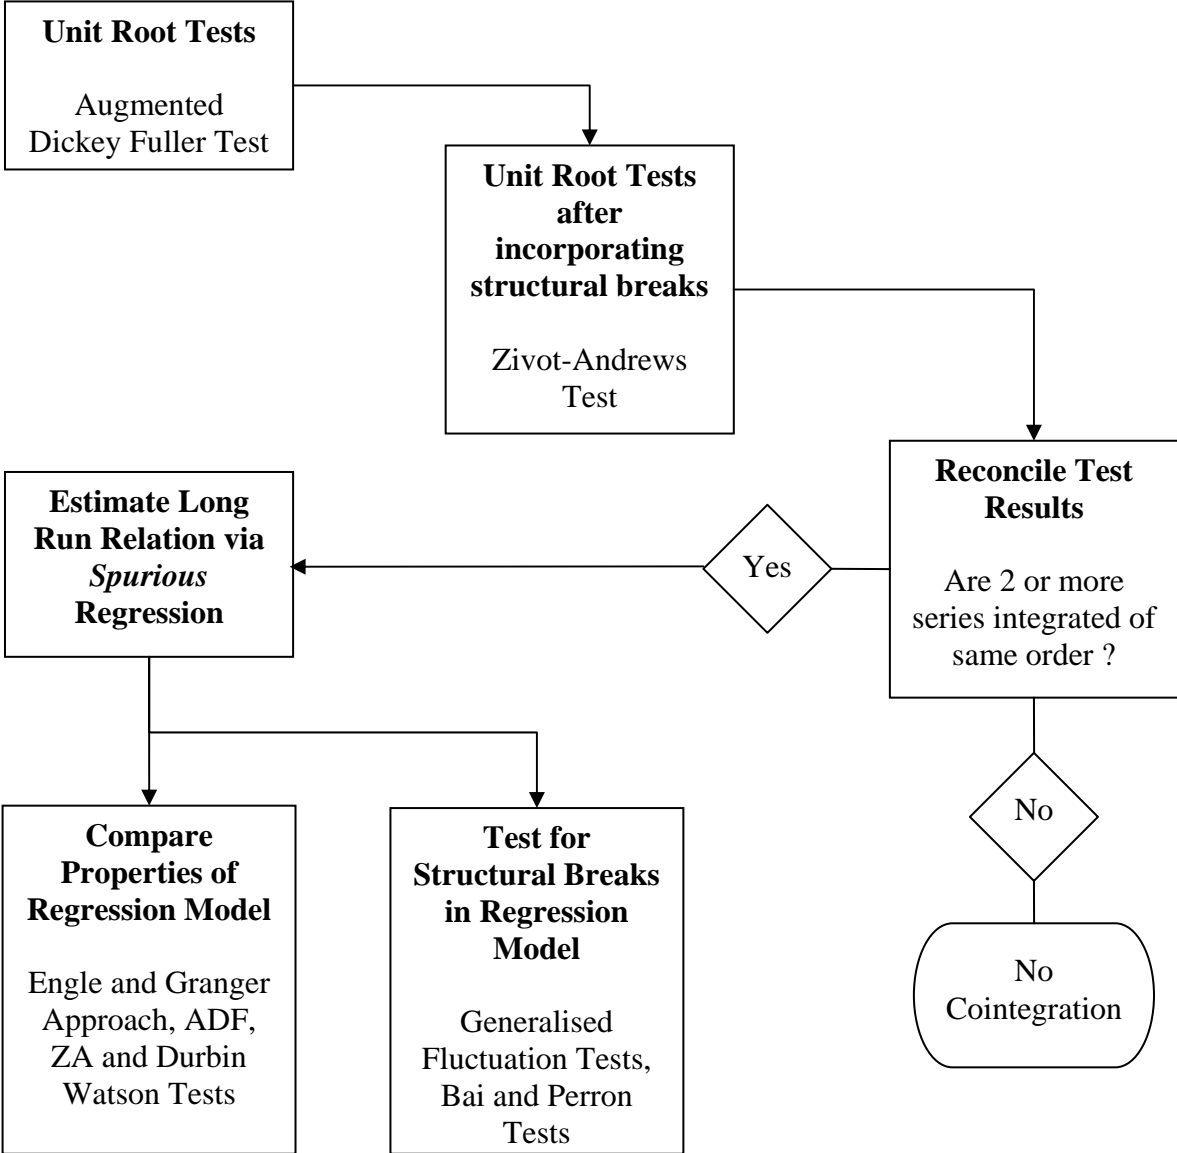 Unit Root Tests
Augmented
Dickey Fuller Test
Unit Root Tests
after
incorporating
structural breaks
Zivot-Andrews
Test
Reconcile Test
Results
Are 2 or more
series integrated of
same order ?
Yes
Estimate Long
Run Relation via
Spurious
Regression
No
No
Cointegration
Compare
Properties of
Regression Model
Engle and Granger
Approach, ADF,
ZA and Durbin
Watson Tests
Test for
Structural Breaks
in Regression
Model
Generalised
Fluctuation Tests,
Bai and Perron
Tests